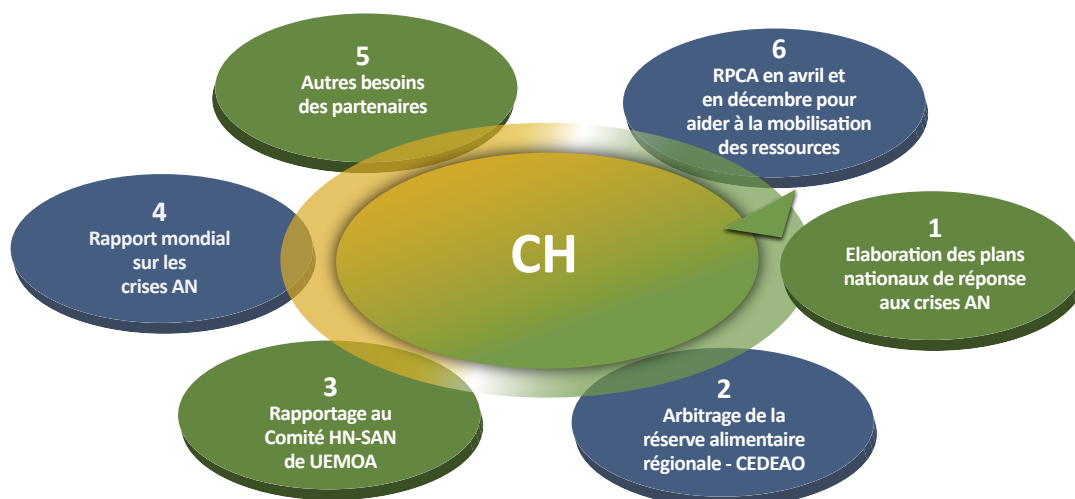 5
Autres besoins
des partenaires
6
RPCA en avril et
en décembre pour
aider à la mobilisation
des ressources
4
Rapport mondial
sur les
crises AN
CH
1
Elaboration des plans
nationaux de réponse
aux crises AN
3
Rapportage au
Comité HN-SAN
de UEMOA
2
Arbitrage de la
réserve alimentaire
régionale - CEDEAO